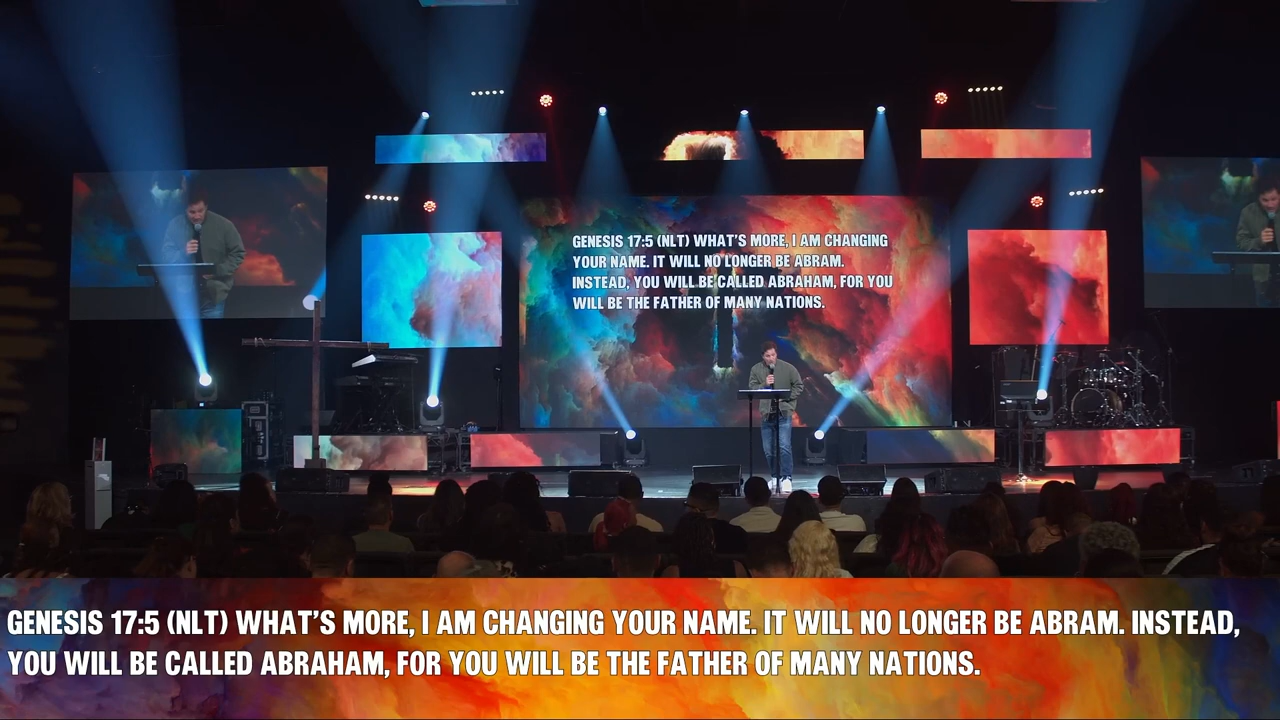 GENESIS 17:5 (NLT) WHAT'S MORE, I AM CHANGING
YOUR NAME. IT WILL NO LONGER BE ABRAM.
INSTEAD, YOU WILL BE CALLED ABRAHAM, FOR YOU
WILL BE THE FATHER OF MANY NATIONS.
GENESIS 17:5 (NLT) WHAT'S MORE, I AM CHANGING YOUR NAME. IT WILL NO LONGER BE ABRAM. INSTEAD,
YOU WILL BE CALLED ABRAHAM, FOR YOU WILL BE THE FATHER OF MANY NATIONS.